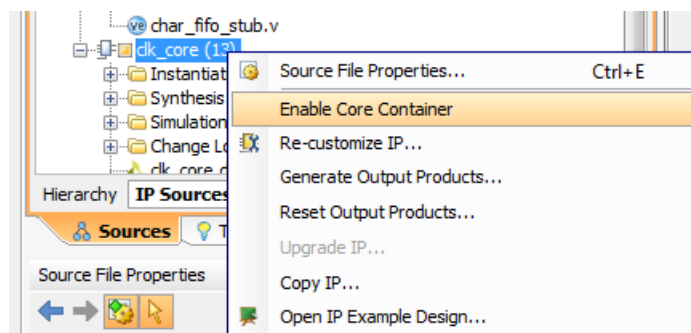 char_fifo_stub.v
clk_core (13)
Instantiat
Source File Properties... Ctrl+E
Synthesis
Enable Core Container
Simulation
Change Lo
Re-customize IP...
clk_core.c
Generate Output Products...
Hierarchy IP Sources
Reset Output Products...
Sources T
Upgrade IP...
Source File Properties
Copy IP...
Open IP Example Design...